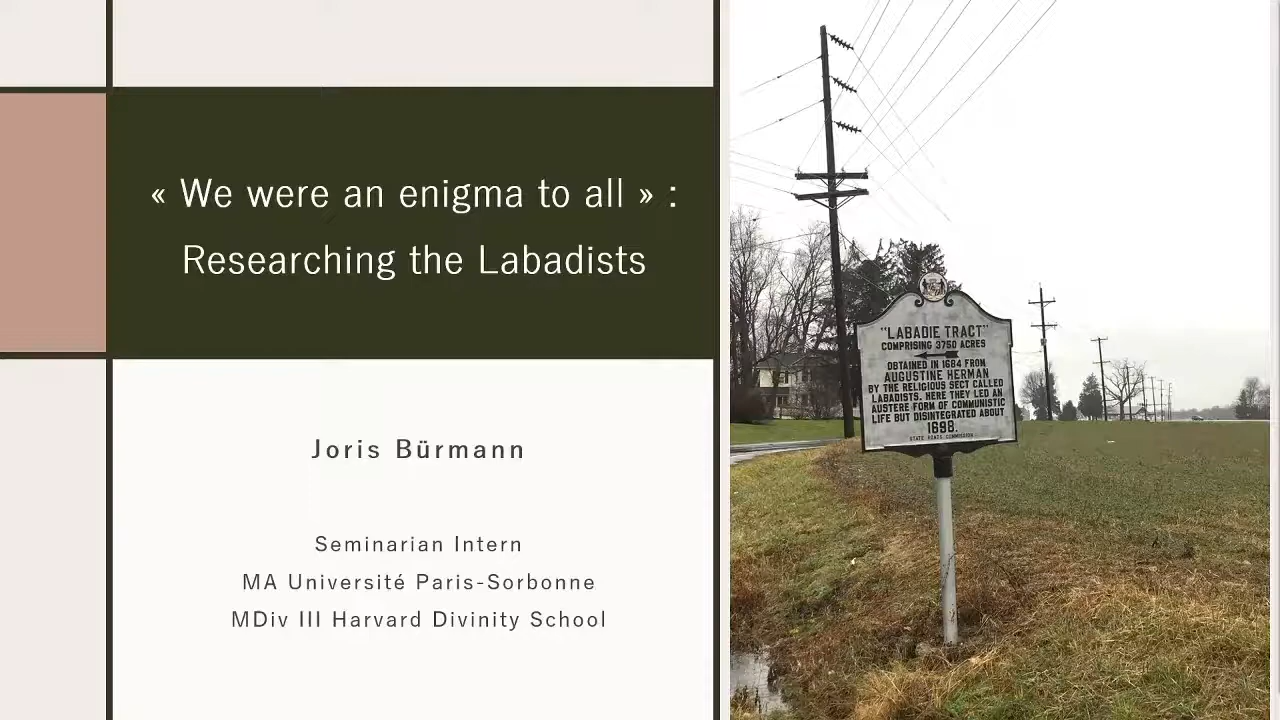 « We were an enigma to all » :
Researching the Labadists
Joris Bürmann
Seminarian Intern
MA Université Paris-Sorbonne
MDiv III Harvard Divinity School
"LABADIE TRACT"
COMPRISING 3750 ACRES
OBTAINED IN 1684 FROM
AUGUSTINE HERMAN
BY THE RELIGIOUS SECT CALLED
LABADISTS. HERE THEY LED AN
AUSTERE FORM OF COMMUNISTIC
LIFE BUT DISINTEGRATED ABOUT
1698.
STATE ROADS COMMISSION